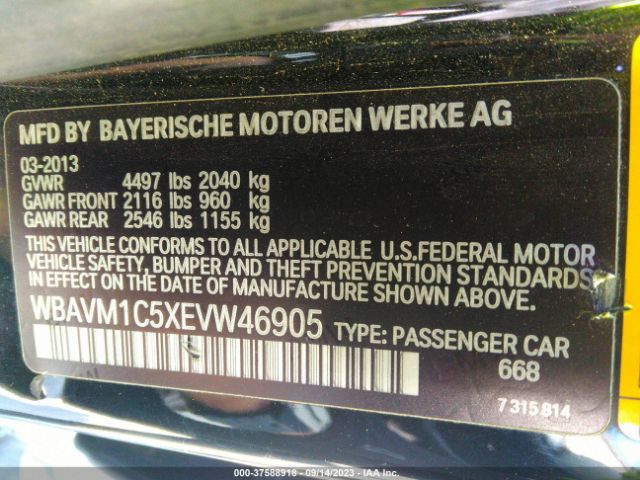 MFD BY BAYERISCHE MOTOREN WERKE AG
03-2013
GVWR 4497 lbs 2040 kg
GAWR FRONT 2116 lbs 960 kg
GAWR REAR 2546 lbs 1155 kg
THIS VEHICLE CONFORMS TO ALL APPLICABLE U.S.FEDERAL MOTOR
VEHICLE SAFETY, BUMPER AND THEFT PREVENTION STANDARDS
IN EFFECT ON THE DATE OF MANUFACTURE SHOWN ABOVE.
WBAVM1C5XEVW46905 TYPE: PASSENGER CAR
668
7 315 814
000-37588918 - 09/14/2023 - IAA Inc.